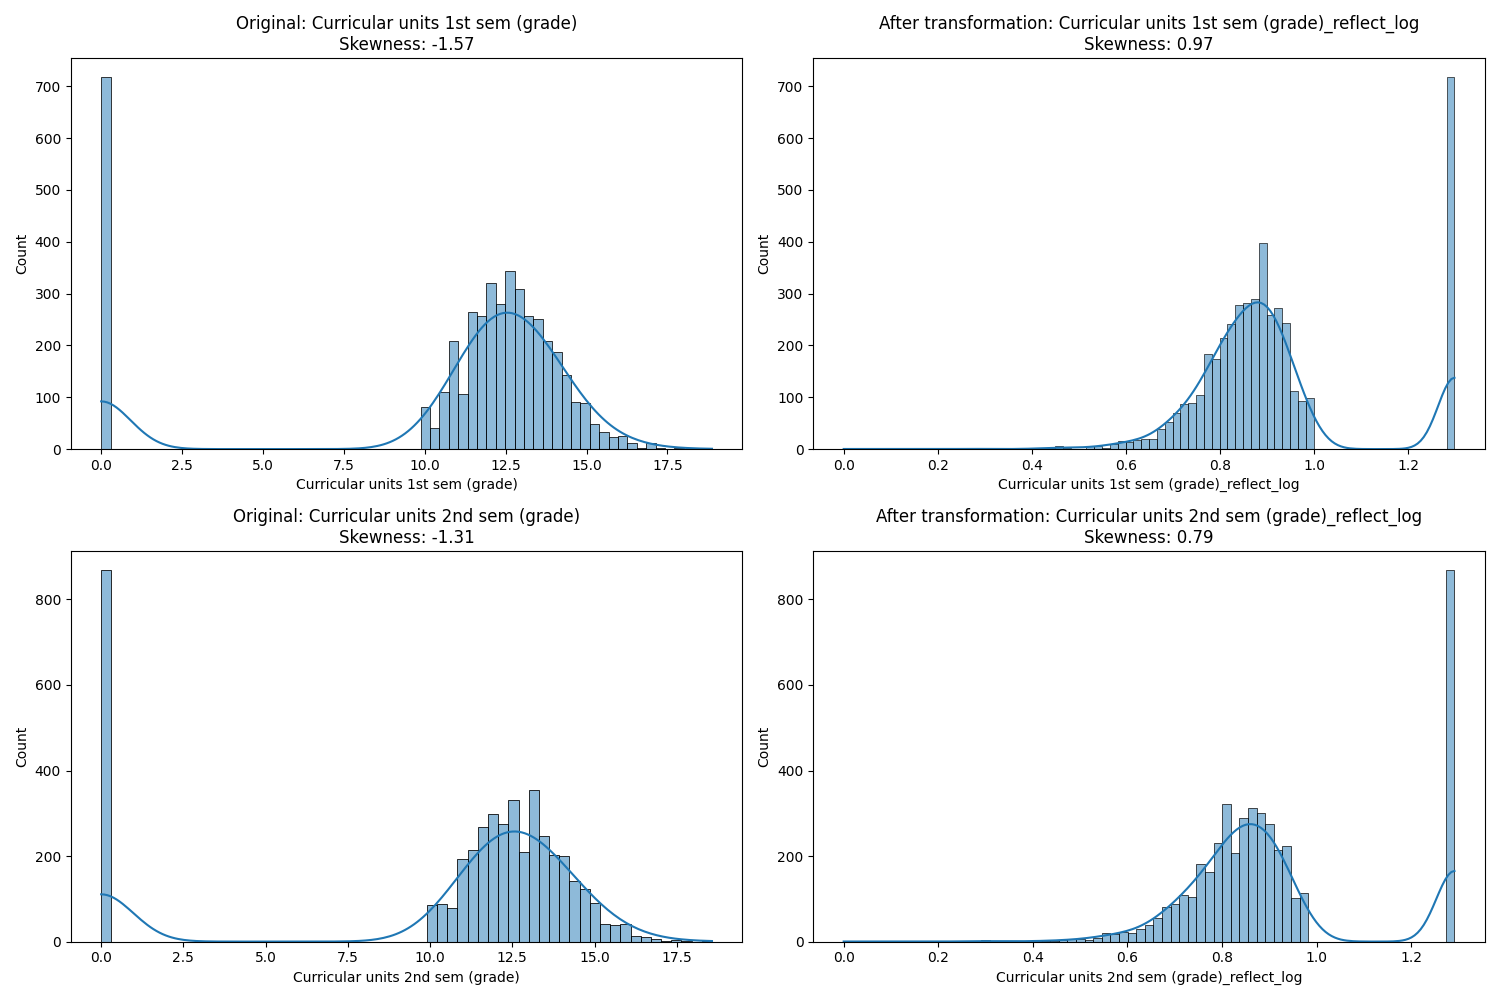 Original: Curricular units 1st sem (grade)
Skewness: -1.57
700
600
500
400
300
200
100
0
Count
0.0 2.5 5.0 7.5 10.0 12.5 15.0 17.5
Curricular units 1st sem (grade)
After transformation: Curricular units 1st sem (grade)_reflect_log
Skewness: 0.97
700
600
500
400
300
200
100
0
Count
0.0 0.2 0.4 0.6 0.8 1.0 1.2
Curricular units 1st sem (grade)_reflect_log
Original: Curricular units 2nd sem (grade)
Skewness: -1.31
800
600
400
200
0
Count
0.0 2.5 5.0 7.5 10.0 12.5 15.0 17.5
Curricular units 2nd sem (grade)
After transformation: Curricular units 2nd sem (grade)_reflect_log
Skewness: 0.79
800
600
400
200
0
Count
0.0 0.2 0.4 0.6 0.8 1.0 1.2
Curricular units 2nd sem (grade)_reflect_log